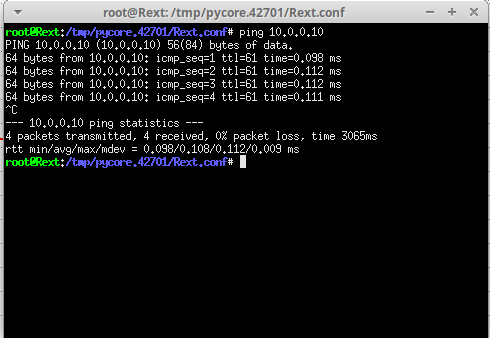 root@Rext: /tmp/pycore.42701/Rext.conf
root@Rext:/tmp/pycore.42701/Rext.conf# ping 10.0.0.10
PING 10.0.0.10 (10.0.0.10) 56(84) bytes of data.
64 bytes from 10.0.0.10: icmp_seq=1 ttl=61 time=0.098 ms
64 bytes from 10.0.0.10: icmp_seq=2 ttl=61 time=0.112 ms
64 bytes from 10.0.0.10: icmp_seq=3 ttl=61 time=0.112 ms
64 bytes from 10.0.0.10: icmp_seq=4 ttl=61 time=0.111 ms
^C
--- 10.0.0.10 ping statistics ---
4 packets transmitted, 4 received, 0% packet loss, time 3065ms
rtt min/avg/max/mdev = 0.098/0.108/0.112/0.009 ms
root@Rext:/tmp/pycore.42701/Rext.conf#